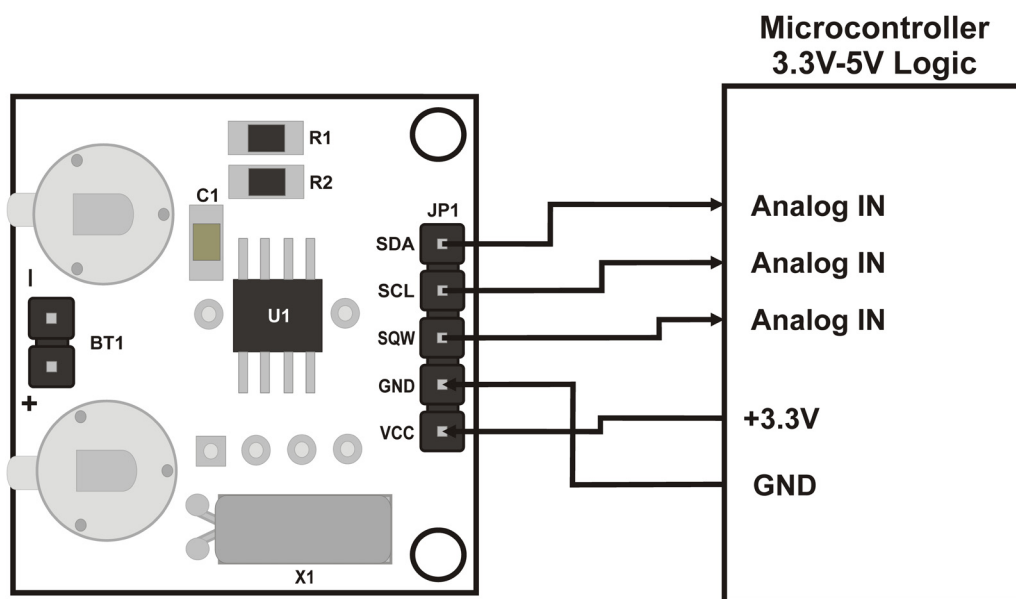 Microcontroller
3.3V-5V Logic
R1
R2
C1
JP1
SDA
Analog IN
SCL
Analog IN
–
U1
SQW
Analog IN
BT1
GND
+
VCC
+3.3V
GND
X1